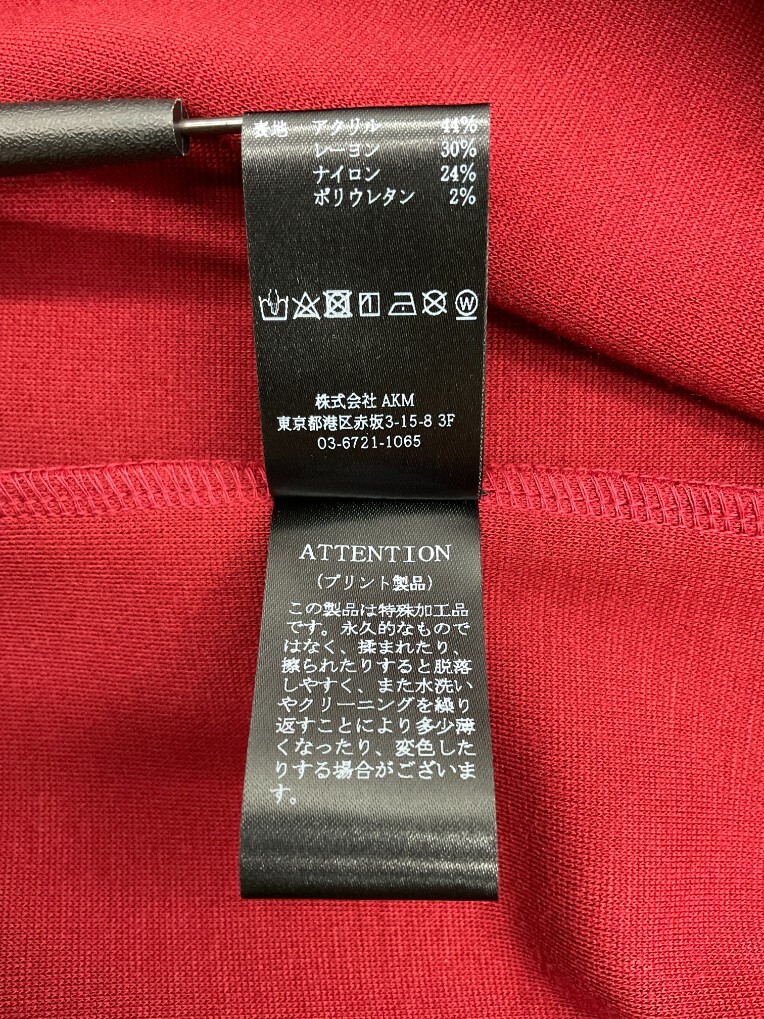 表地 アクリル 44%
レーヨン 30%
ナイロン 24%
ポリウレタン 2%
W
株式会社 AKM
東京都港区赤坂3-15-8 3F
03-6721-1065
ATTENTION
(プリント製品)
この製品は特殊加工品
です。永久的なもので
はなく、揉まれたり、
擦られたりすると脱落
しやすく、また水洗い
やクリーニングを繰り
返すことにより多少薄
くなったり、変色した
りする場合がございま
す。